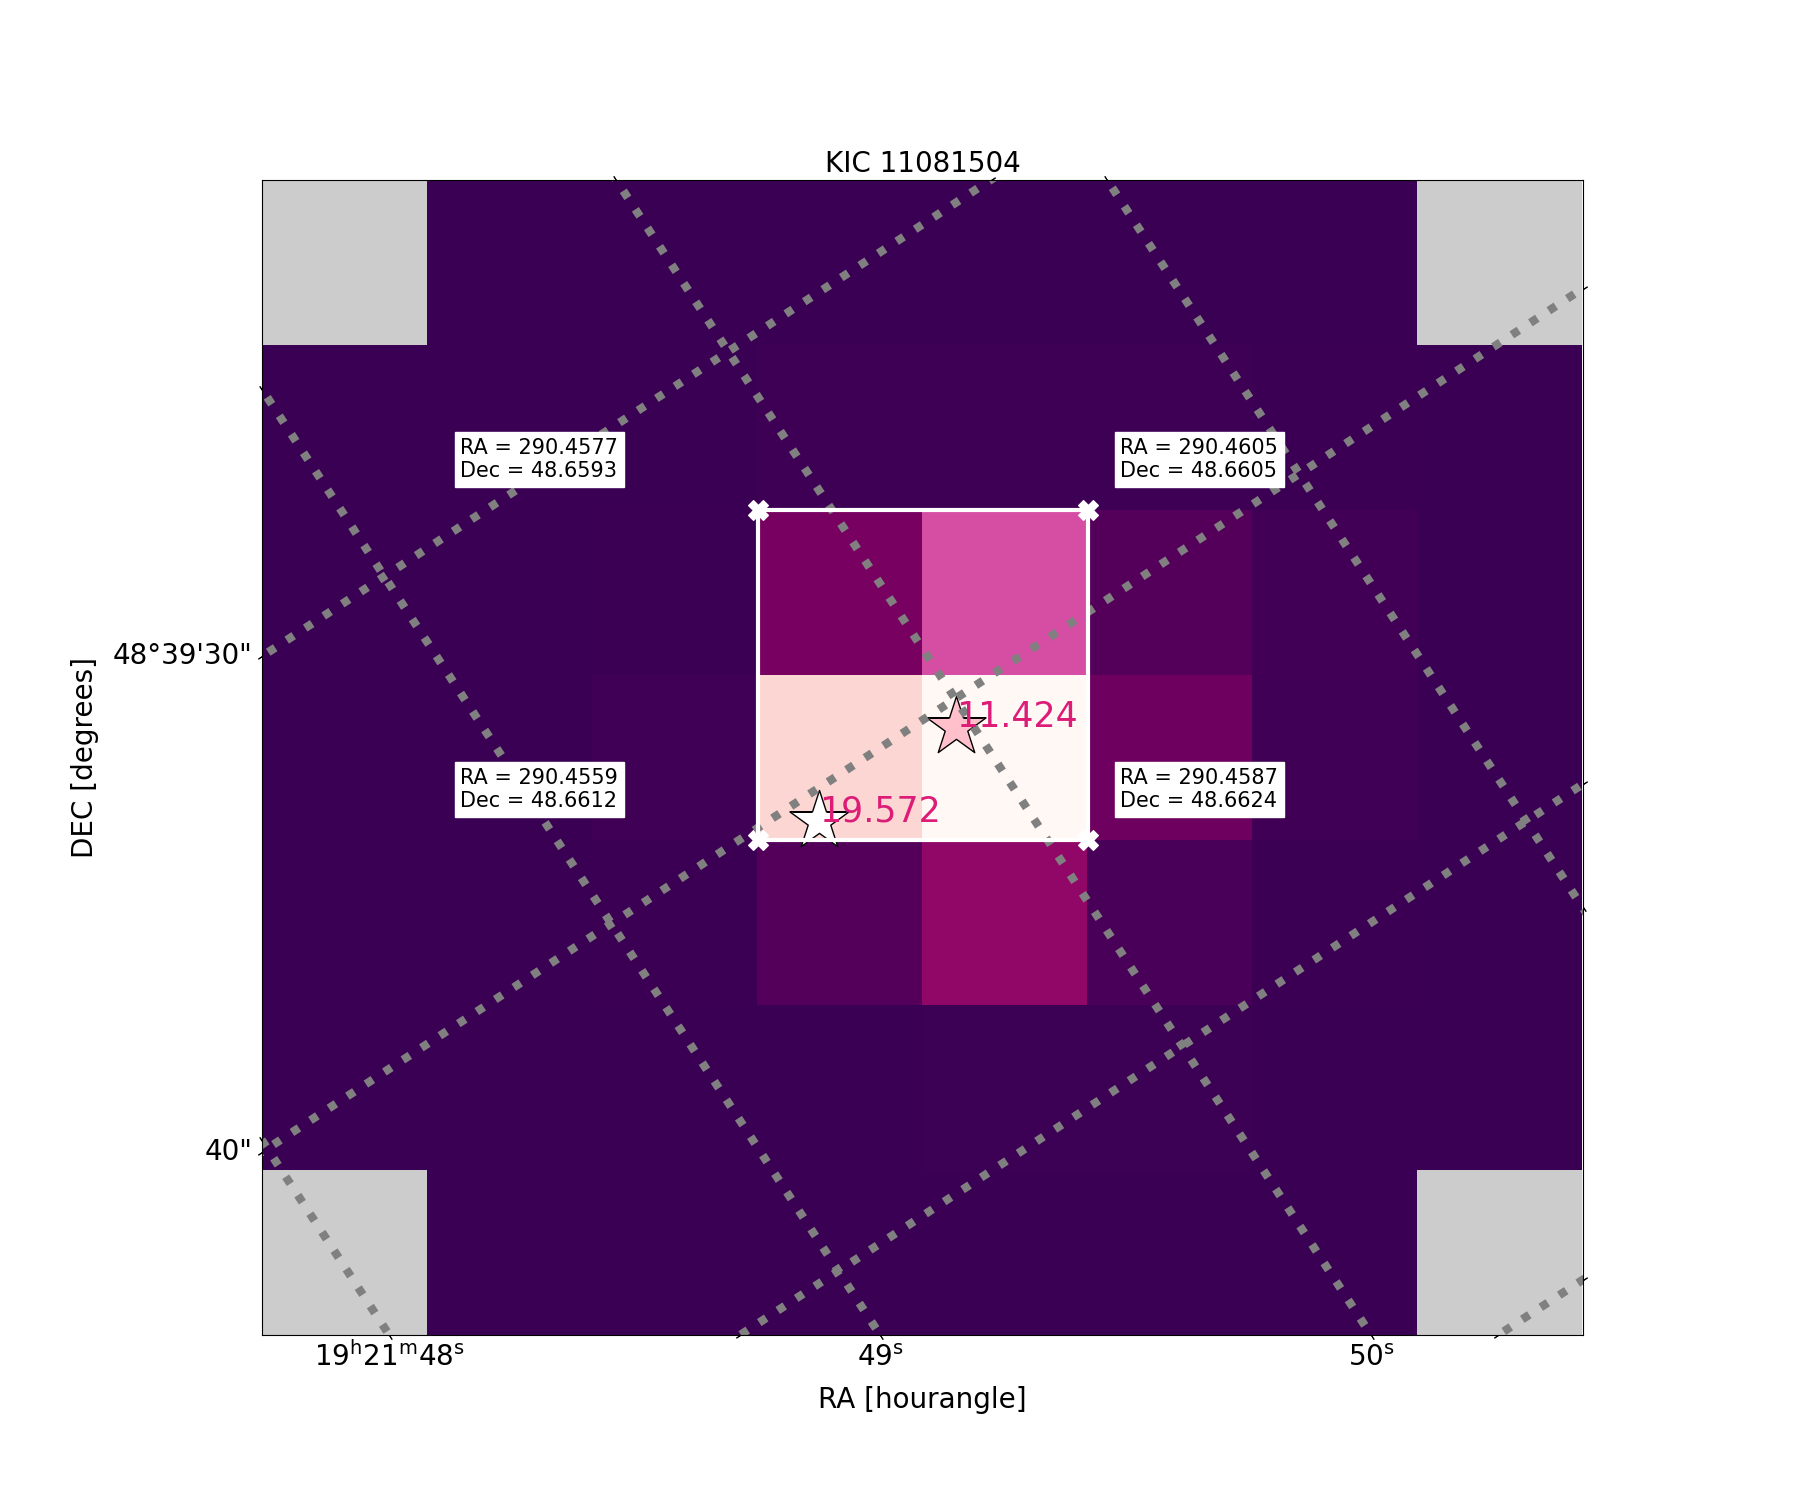 KIC 11081504
RA = 290.4577
Dec = 48.6593
RA = 290.4605
Dec = 48.6605
48°39'30"
11.424
DEC [degrees]
RA = 290.4559
Dec = 48.6612
RA = 290.4587
Dec = 48.6624
19.572
40"
19ʰ21ᵐ48ˢ
49ˢ
50ˢ
RA [hourangle]